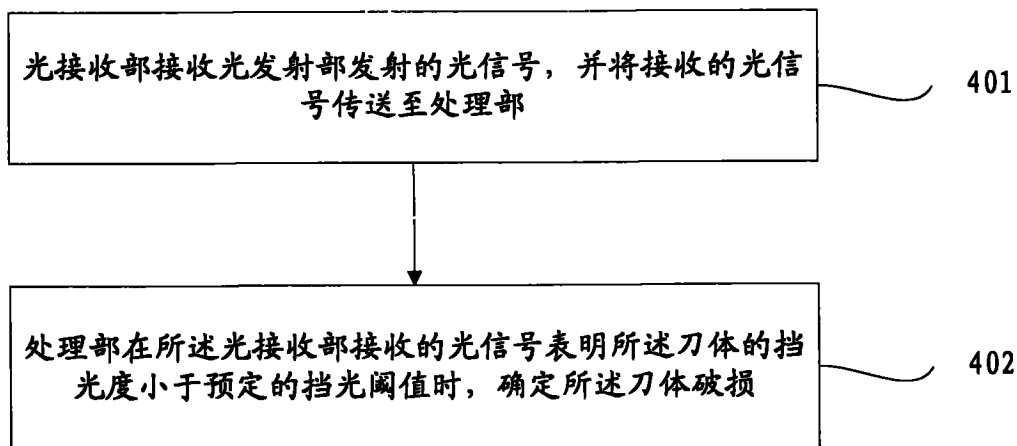 光接收部接收光发射部发射的光信号，并将接收的光信
号传送至处理部
401
处理部在所述光接收部接收的光信号表明所述刀体的挡
光度小于预定的挡光阈值时，确定所述刀体破损
402